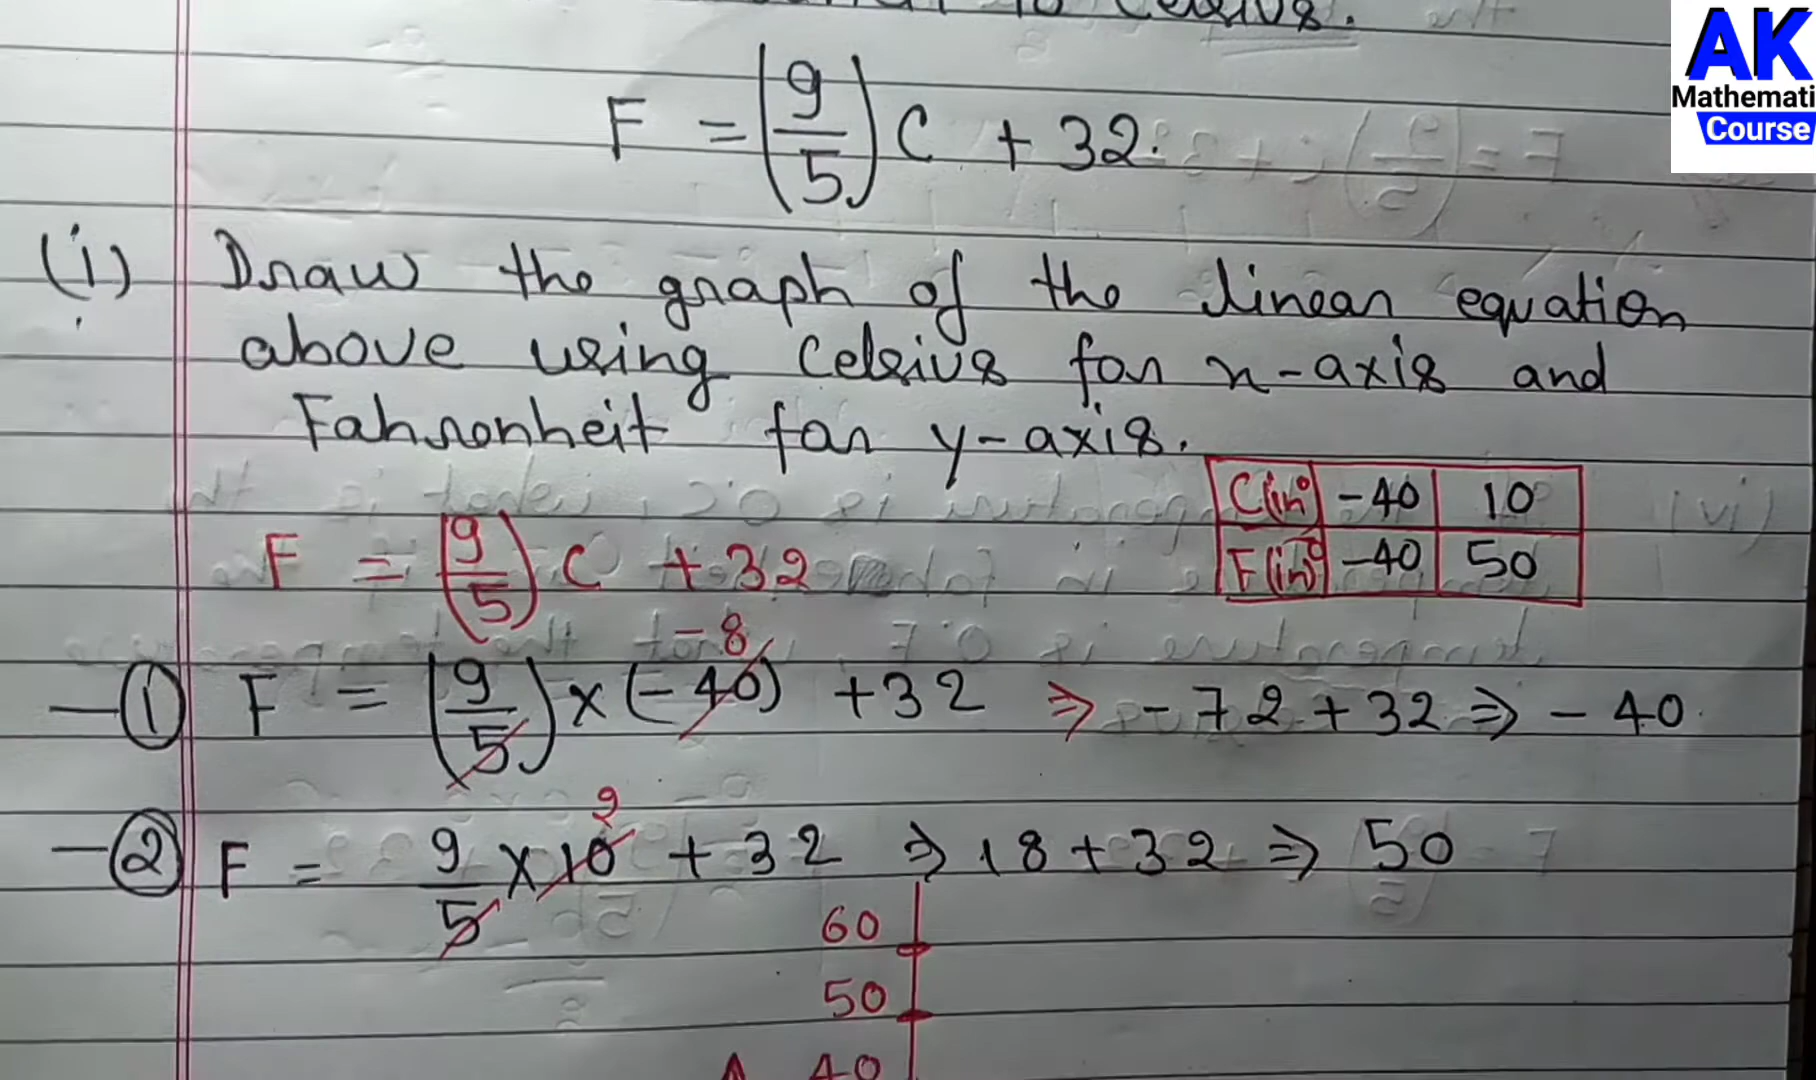 to Celsius.
AK
Mathemati
Course
F = (9/5) C + 32.
(i) Draw the graph of the linear equation
above using Celsius for x-axis and
Fahrenheit for y-axis.
C(in° -40 10
F(in)° -40 50
F = (9/5) C + 32
-8
-① F = (9/5) × (-40) + 32 ⇒ -72 + 32 ⇒ -40
2
-② F = 9/5 × 10 + 32 ⇒ 18 + 32 ⇒ 50
60
50
40